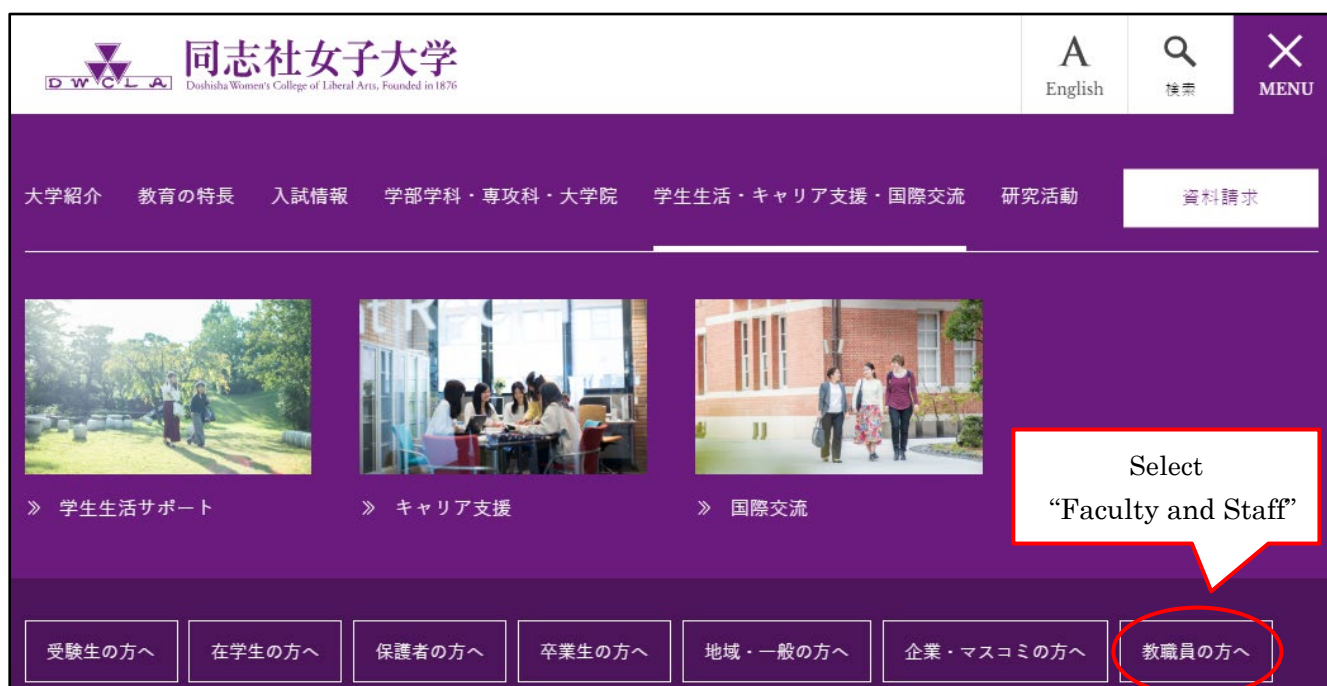 DWCLA
同志社女子大学
Doshisha Women's College of Liberal Arts, Founded in 1876
A
English
検索
MENU
大学紹介 教育の特長 入試情報 学部学科・専攻科・大学院 学生生活・キャリア支援・国際交流 研究活動 資料請求
» 学生生活サポート
» キャリア支援
» 国際交流
Select
“Faculty and Staff”
受験生の方へ 在学生の方へ 保護者の方へ 卒業生の方へ 地域・一般の方へ 企業・マスコミの方へ 教職員の方へ